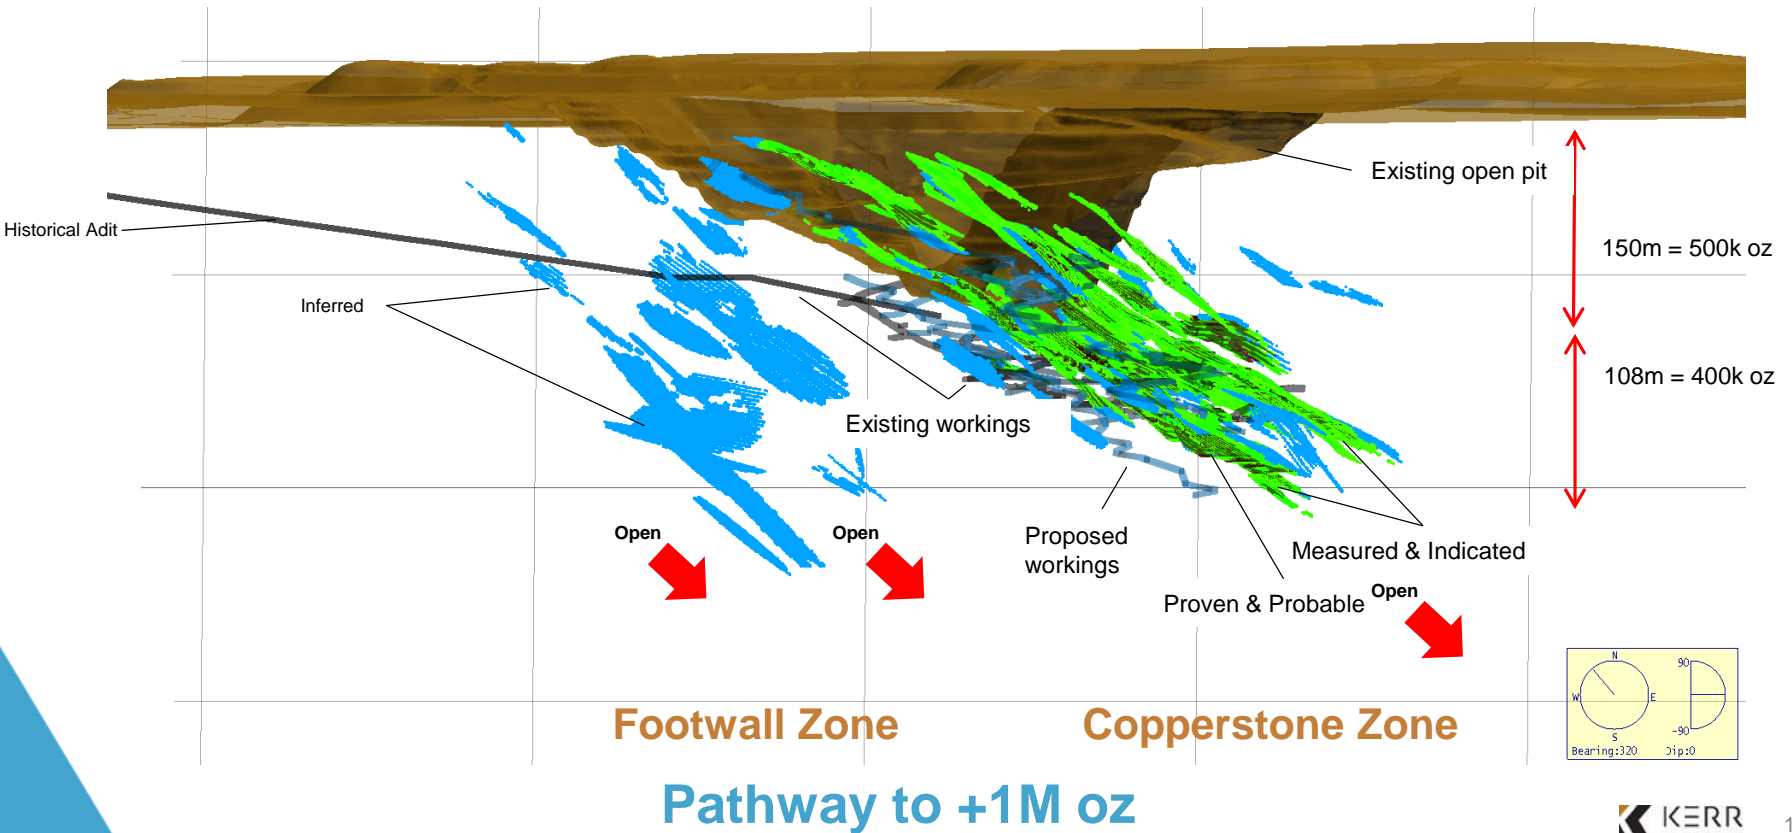 Existing open pit
Historical Adit
150m = 500k oz
Inferred
108m = 400k oz
Existing workings
Open
Open
Proposed
workings
Measured & Indicated
Proven & Probable
Open
N
W
E
S
90
-90
Bearing:320
Dip:0
Footwall Zone
Copperstone Zone
Pathway to +1M oz
KERR